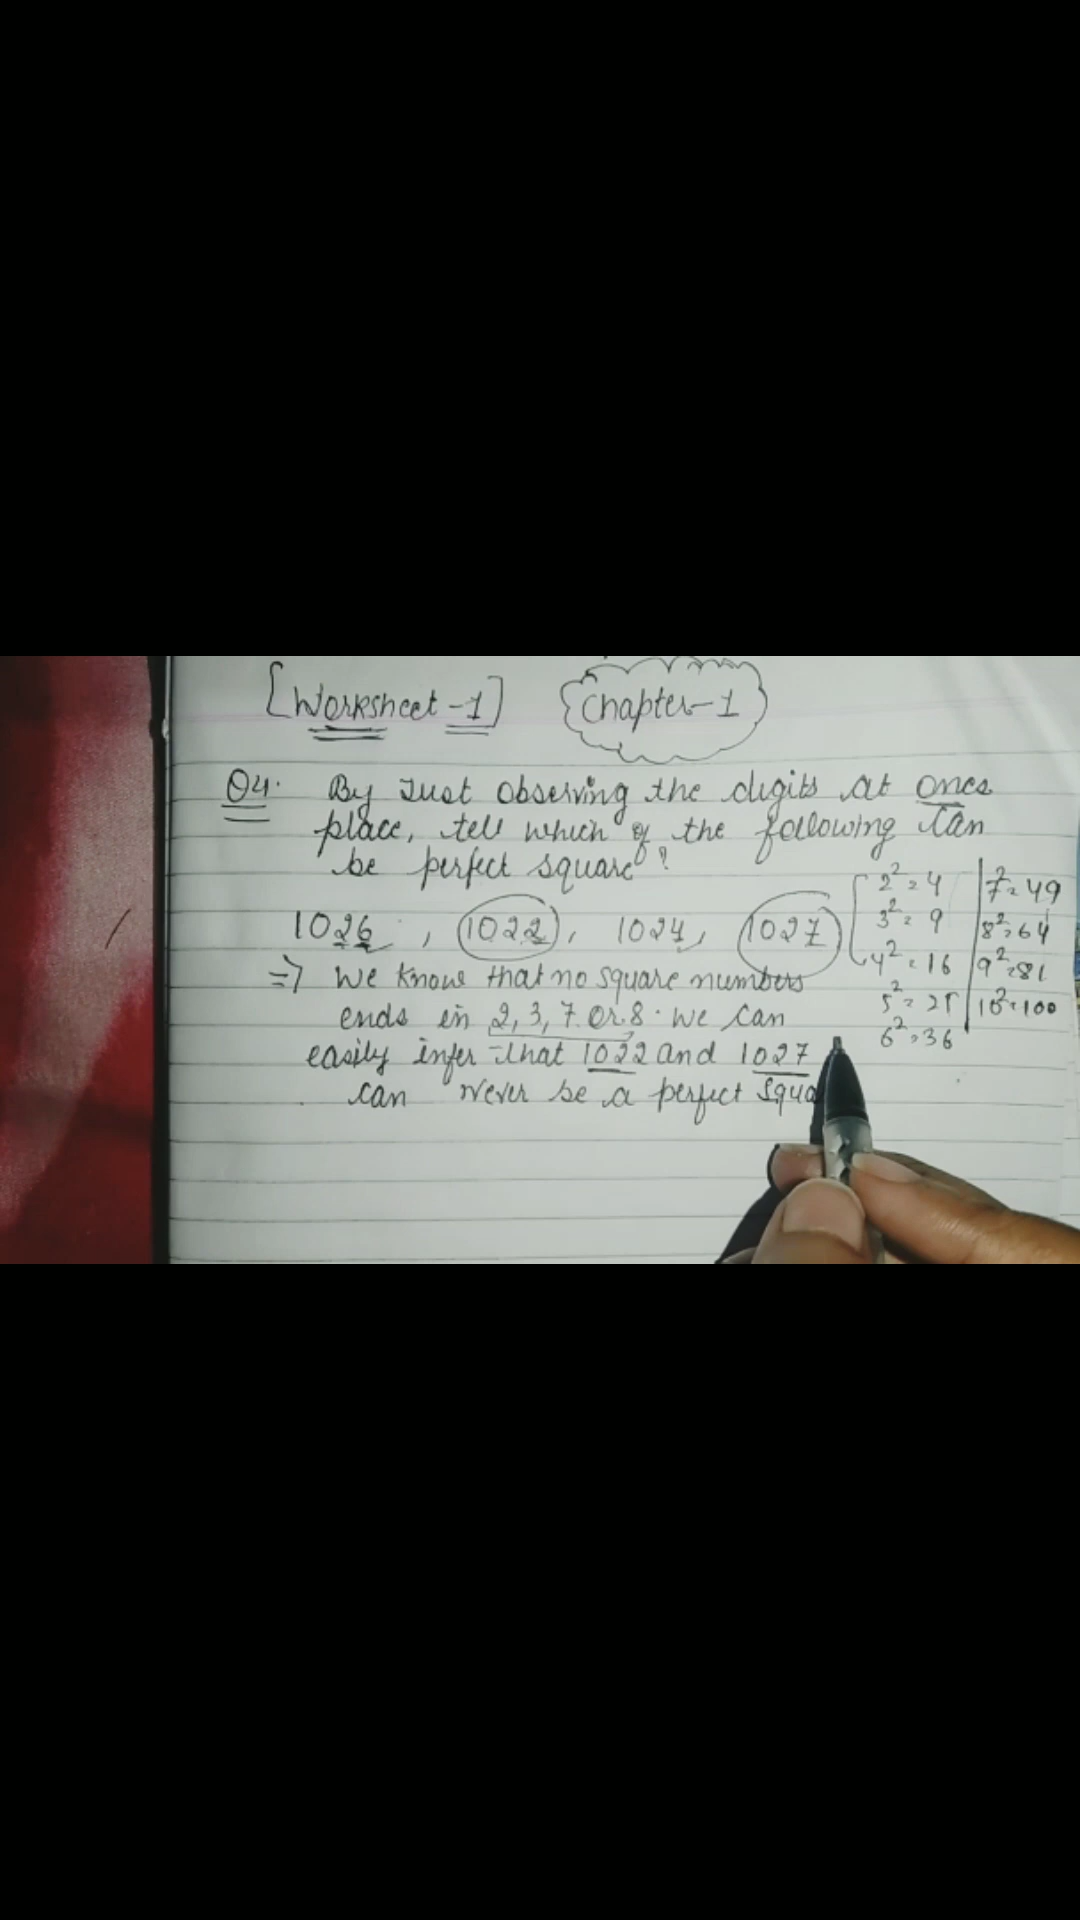 [Worksheet-1] Chapter-1
Q4. By Just observing the digits at ones
place, tell which of the following can
be perfect square?
1026, 1022, 1024, 1027
=> We know that no square numbers
ends in 2, 3, 7 or 8. we can
easily infer that 1022 and 1027
can never be a perfect squa
2²=4
3²=9
4²=16
5²=25
6²=36
7²=49
8²=64
9²=81
10²=100